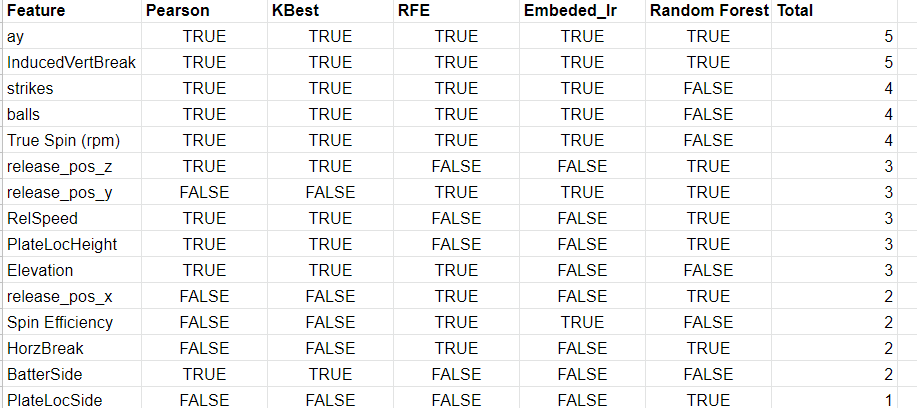 Feature Pearson KBest RFE Embeded_lr Random Forest Total
ay TRUE TRUE TRUE TRUE TRUE 5
InducedVertBreak TRUE TRUE TRUE TRUE TRUE 5
strikes TRUE TRUE TRUE TRUE FALSE 4
balls TRUE TRUE TRUE TRUE FALSE 4
True Spin (rpm) TRUE TRUE TRUE TRUE FALSE 4
release_pos_z TRUE TRUE FALSE FALSE TRUE 3
release_pos_y FALSE FALSE TRUE TRUE TRUE 3
RelSpeed TRUE TRUE FALSE FALSE TRUE 3
PlateLocHeight TRUE TRUE FALSE FALSE TRUE 3
Elevation TRUE TRUE TRUE FALSE FALSE 3
release_pos_x FALSE FALSE TRUE FALSE TRUE 2
Spin Efficiency FALSE FALSE TRUE TRUE FALSE 2
HorzBreak FALSE FALSE TRUE FALSE TRUE 2
BatterSide TRUE TRUE FALSE FALSE FALSE 2
PlateLocSide FALSE FALSE FALSE FALSE TRUE 1